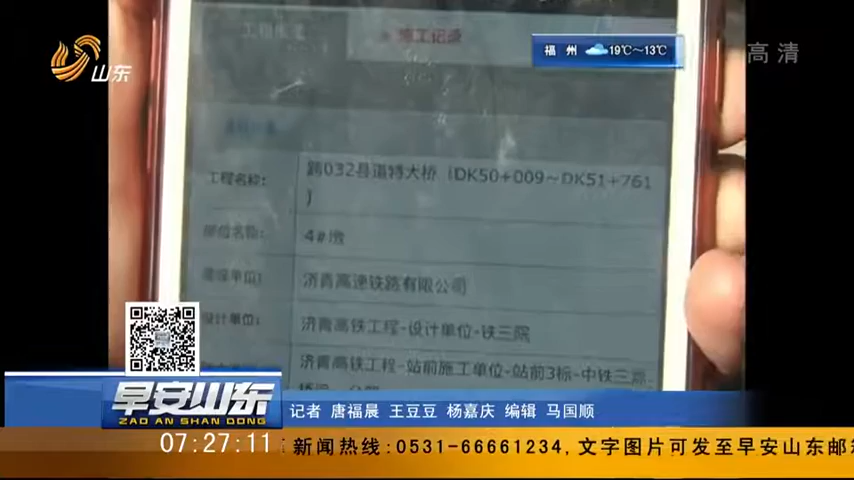 施工记录
福州 19℃~13℃
高清
山东
工程名称: 跨032县道特大桥 (DK50+009~DK51+761
)
部位名称: 4#墩
建设单位: 济青高速铁路有限公司
设计单位: 济青高铁工程-设计单位-铁三院
济青高铁工程-站前施工单位-站前3标-中铁三局
早安山东
ZAO AN SHAN DONG
记者 唐福晨 王豆豆 杨嘉庆 编辑 马国顺
07:27:11
新闻热线:0531-66661234,文字图片可发至早安山东邮